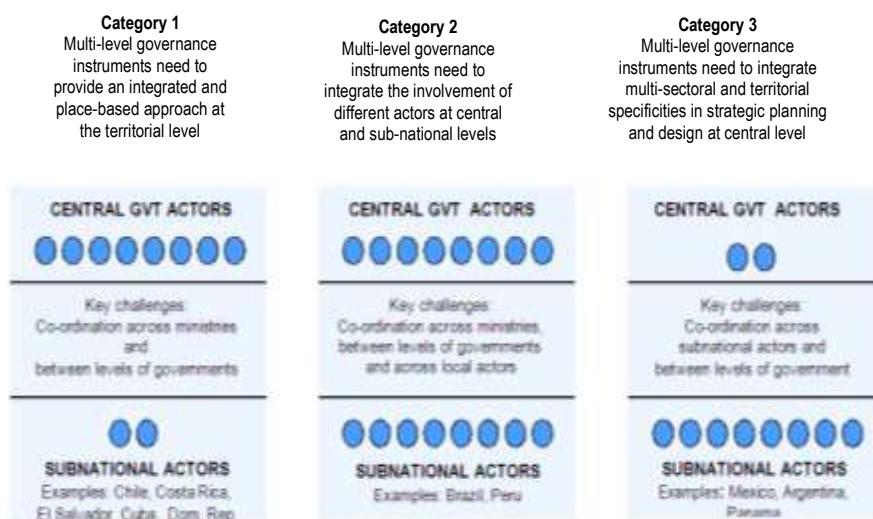 Category 1
Multi-level governance
instruments need to
provide an integrated and
place-based approach at
the territorial level
Category 2
Multi-level governance
instruments need to
integrate the involvement of
different actors at central
and sub-national levels
Category 3
Multi-level governance
instruments need to integrate
multi-sectoral and territorial
specificities in strategic planning
and design at central level
CENTRAL GVT ACTORS
Key challenges:
Co-ordination across ministries
and
between levels of governments
SUBNATIONAL ACTORS
Examples: Chile, Costa Rica,
El Salvador, Cuba, Dom. Rep
CENTRAL GVT ACTORS
Key challenges:
Co-ordination across ministries,
between levels of governments
and across local actors
SUBNATIONAL ACTORS
Examples: Brazil, Peru
CENTRAL GVT ACTORS
Key challenges:
Co-ordination across
subnational actors and
between levels of government
SUBNATIONAL ACTORS
Examples: Mexico, Argentina,
Panama